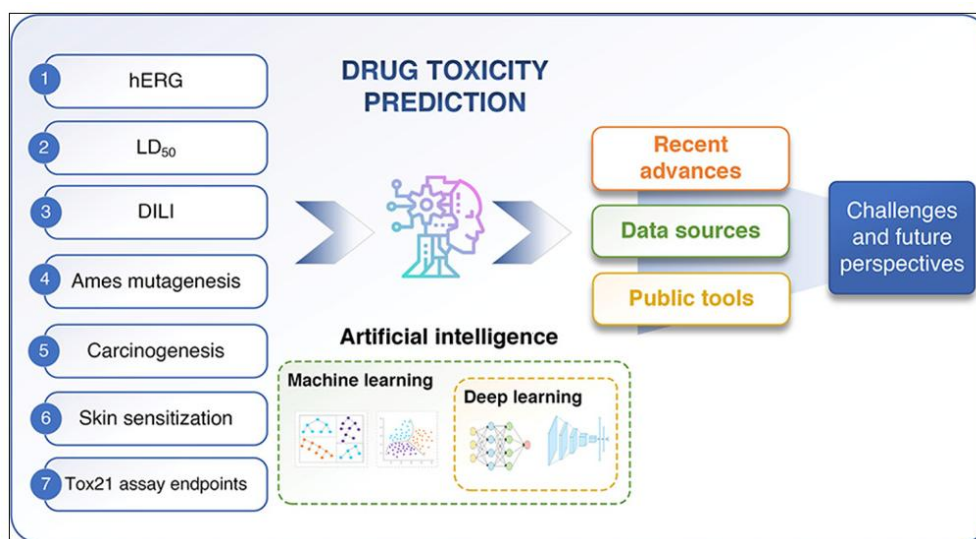 1 hERG
2 LD₅₀
3 DILI
4 Ames mutagenesis
5 Carcinogenesis
6 Skin sensitization
7 Tox21 assay endpoints
DRUG TOXICITY
PREDICTION
Artificial intelligence
Machine learning
Deep learning
Recent
advances
Data sources
Public tools
Challenges
and future
perspectives